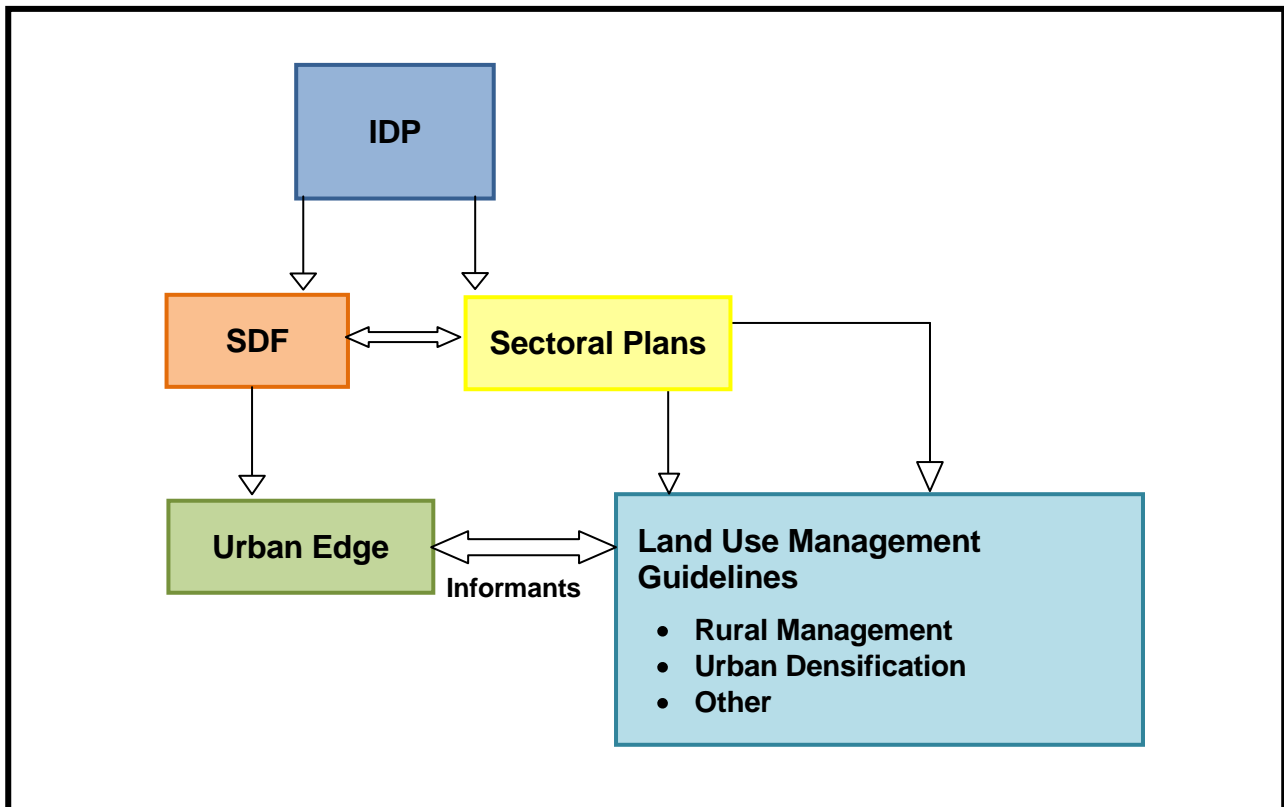 IDP
SDF
Sectoral Plans
Urban Edge
Informants
Land Use Management
Guidelines
• Rural Management
• Urban Densification
• Other